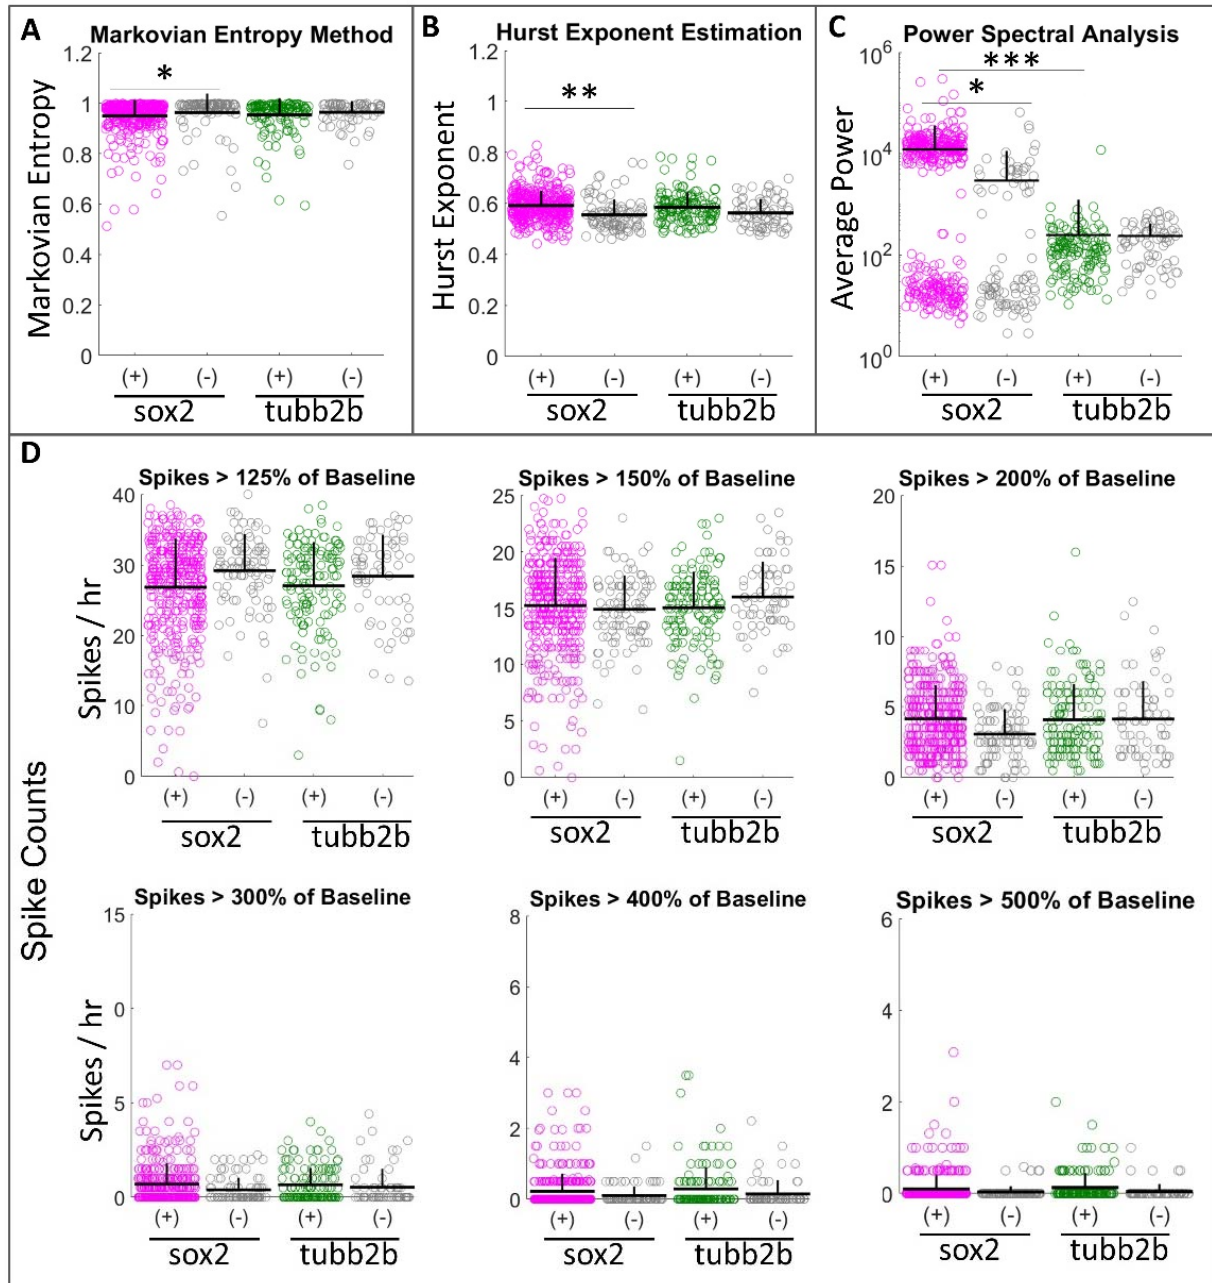 A Markovian Entropy Method
*
Markovian Entropy
1.2
1
0.8
0.6
0.4
1.2
0
(+) (-) (+) (-)
sox2 tubb2b
B Hurst Exponent Estimation
**
Hurst Exponent
1.2
1
0.8
0.6
0.4
0.2
0
(+) (-) (+) (-)
sox2 tubb2b
C Power Spectral Analysis
***
*
Average Power
10^6
10^4
10^2
10^0
(+) (-) (+) (-)
sox2 tubb2b
D
Spike Counts
Spikes > 125% of Baseline
Spikes / hr
40
30
20
10
0
(+) (-) (+) (-)
sox2 tubb2b
Spikes > 150% of Baseline
25
20
15
10
5
0
(+) (-) (+) (-)
sox2 tubb2b
Spikes > 200% of Baseline
20
15
10
5
0
(+) (-) (+) (-)
sox2 tubb2b
Spikes > 300% of Baseline
Spikes / hr
15
0
5
0
(+) (-) (+) (-)
sox2 tubb2b
Spikes > 400% of Baseline
8
6
4
2
0
(+) (-) (+) (-)
sox2 tubb2b
Spikes > 500% of Baseline
6
4
2
0
(+) (-) (+) (-)
sox2 tubb2b